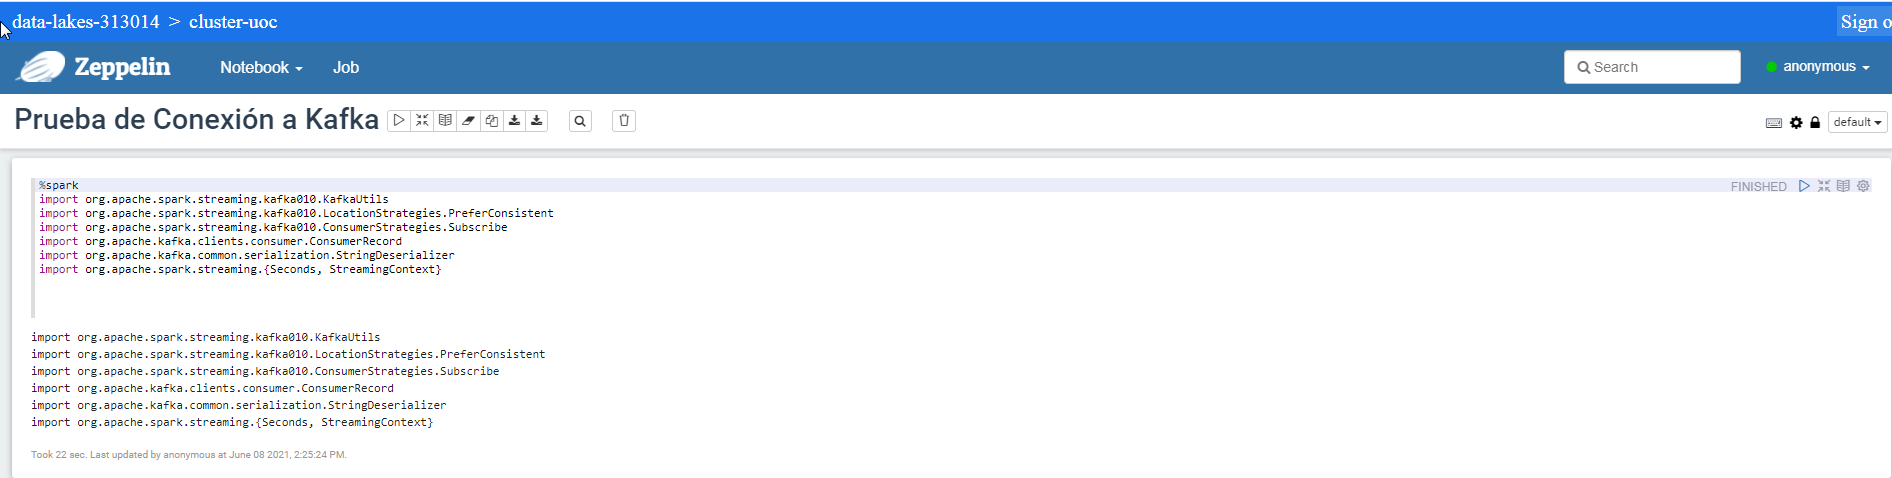 data-lakes-313014 > cluster-uoc
Sign o
Zeppelin Notebook Job Search anonymous
Prueba de Conexión a Kafka default
%spark
FINISHED
import org.apache.spark.streaming.kafka010.KafkaUtils
import org.apache.spark.streaming.kafka010.LocationStrategies.PreferConsistent
import org.apache.spark.streaming.kafka010.ConsumerStrategies.Subscribe
import org.apache.kafka.clients.consumer.ConsumerRecord
import org.apache.kafka.common.serialization.StringDeserializer
import org.apache.spark.streaming.{Seconds, StreamingContext}
import org.apache.spark.streaming.kafka010.KafkaUtils
import org.apache.spark.streaming.kafka010.LocationStrategies.PreferConsistent
import org.apache.spark.streaming.kafka010.ConsumerStrategies.Subscribe
import org.apache.kafka.clients.consumer.ConsumerRecord
import org.apache.kafka.common.serialization.StringDeserializer
import org.apache.spark.streaming.{Seconds, StreamingContext}
Took 22 sec. Last updated by anonymous at June 08 2021, 2:25:24 PM.